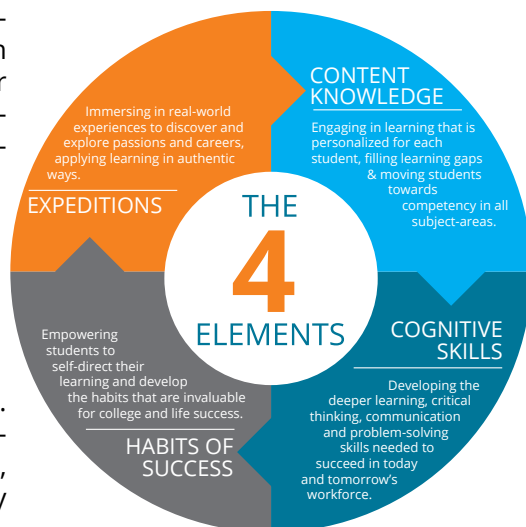 CONTENT
KNOWLEDGE
Engaging in learning that is
personalized for each
student, filling learning gaps
& moving students
towards
competency in all
subject-areas.
COGNITIVE
SKILLS
Developing the
deeper learning, critical
thinking, communication
and problem-solving
skills needed to
succeed in today
and tomorrow's
workforce.
HABITS OF
SUCCESS
Empowering
students to
self-direct their
learning and develop
the habits that are invaluable
for college and life success.
EXPEDITIONS
Immersing in real-world
experiences to discover and
explore passions and careers,
applying learning in authentic
ways.
THE
4
ELEMENTS